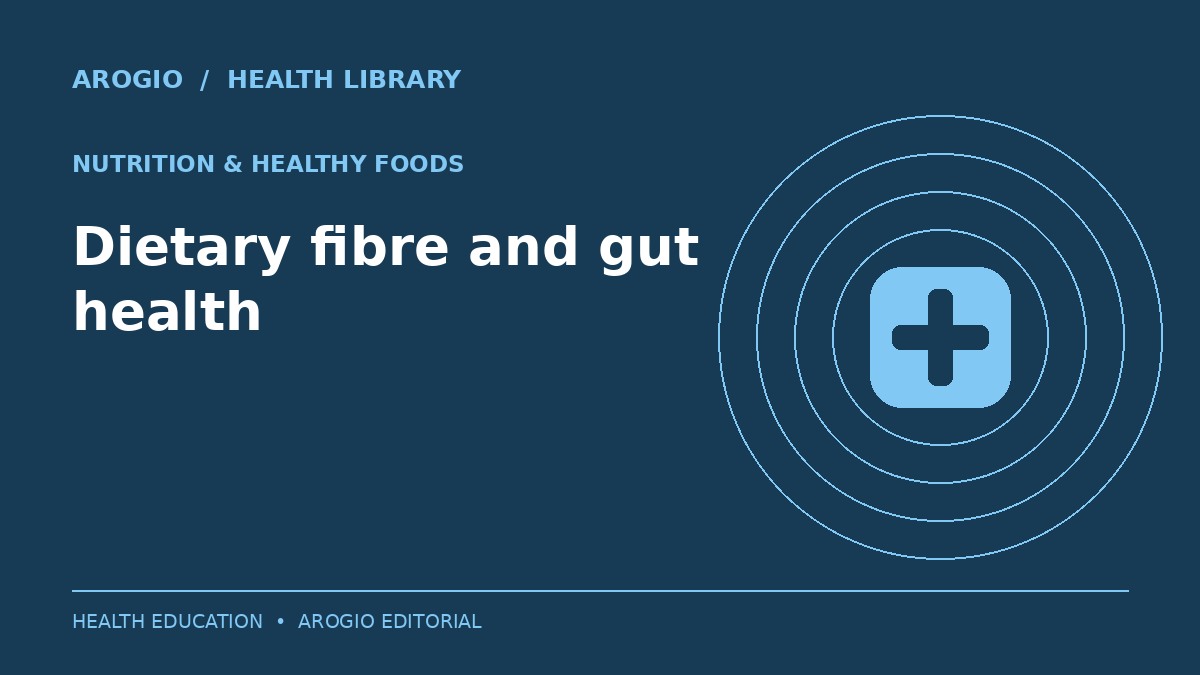 AROGIO / HEALTH LIBRARY
NUTRITION & HEALTHY FOODS
Dietary fibre and gut
health
HEALTH EDUCATION • AROGIO EDITORIAL